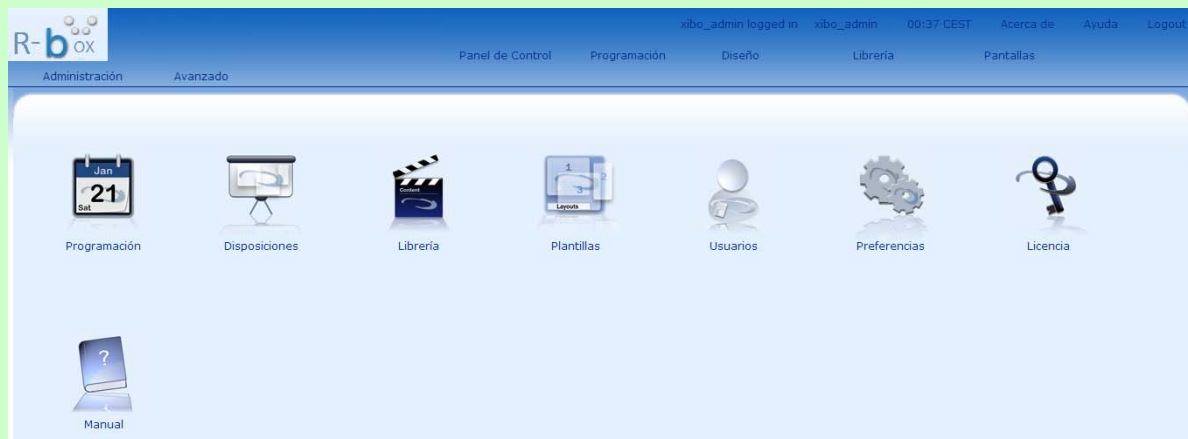 R-box
xibo_admin logged in xibo_admin 00:37 CEST Acerca de Ayuda Logout
Panel de Control Programación Diseño Librería Pantallas
Administración Avanzado
Jan
21
Sat
Content
1
2
3
Layouts
Programación Disposiciones Librería Plantillas Usuarios Preferencias Licencia
?
Manual